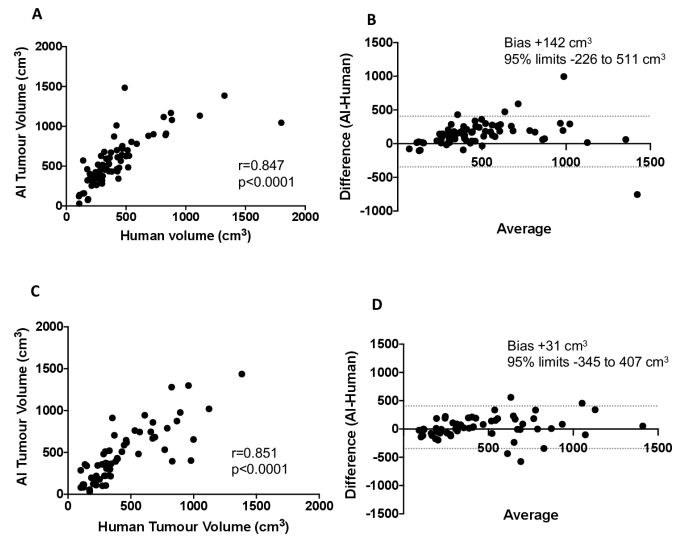 A
AI Tumour Volume (cm³)
2000
1500
1000
500
0
0 500 1000 1500 2000
Human volume (cm³)
r=0.847
p<0.0001
B
Difference (AI-Human)
1500
1000
500
0
-500
-1000
500 1000 1500
Average
Bias +142 cm³
95% limits -226 to 511 cm³
C
AI Tumour Volume (cm³)
2000
1500
1000
500
0
0 500 1000 1500 2000
Human Tumour Volume (cm³)
r=0.851
p<0.0001
D
Difference (AI-Human)
1500
1000
500
0
-500
-1000
-1500
500 1000 1500
Average
Bias +31 cm³
95% limits -345 to 407 cm³